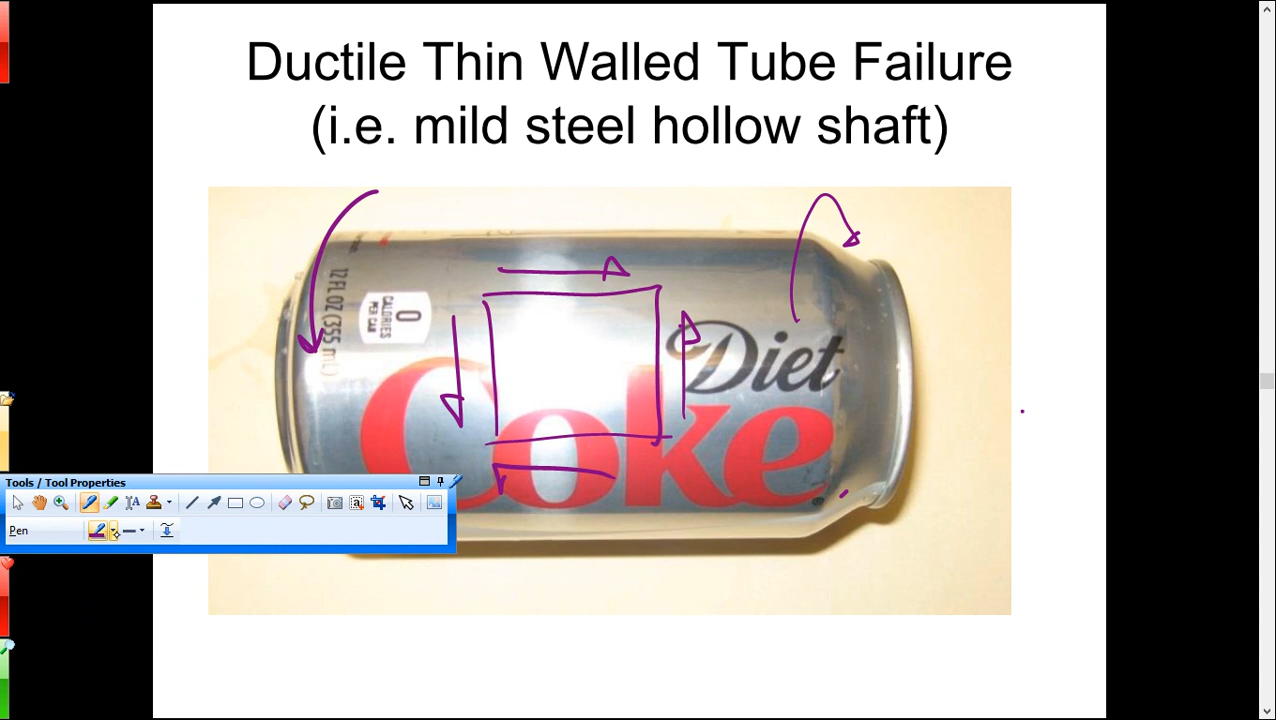 Ductile Thin Walled Tube Failure
(i.e. mild steel hollow shaft)
12 FL OZ (355 mL)
0
CALORIES
PER CAN
Diet
Coke
Tools / Tool Properties
Pen